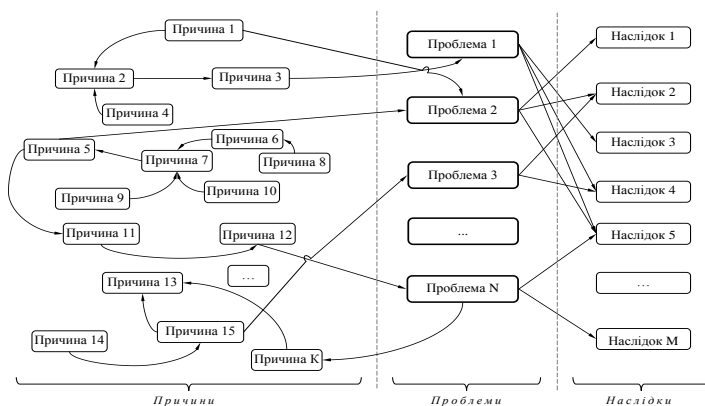 Причина 1
Причина 2
Причина 3
Причина 4
Причина 5
Причина 6
Причина 7
Причина 8
Причина 9
Причина 10
Причина 11
Причина 12
...
Причина 13
Причина 14
Причина 15
Причина К
Проблема 1
Проблема 2
Проблема 3
...
Проблема N
Наслідок 1
Наслідок 2
Наслідок 3
Наслідок 4
Наслідок 5
...
Наслідок М
Причини
Проблеми
Наслідки